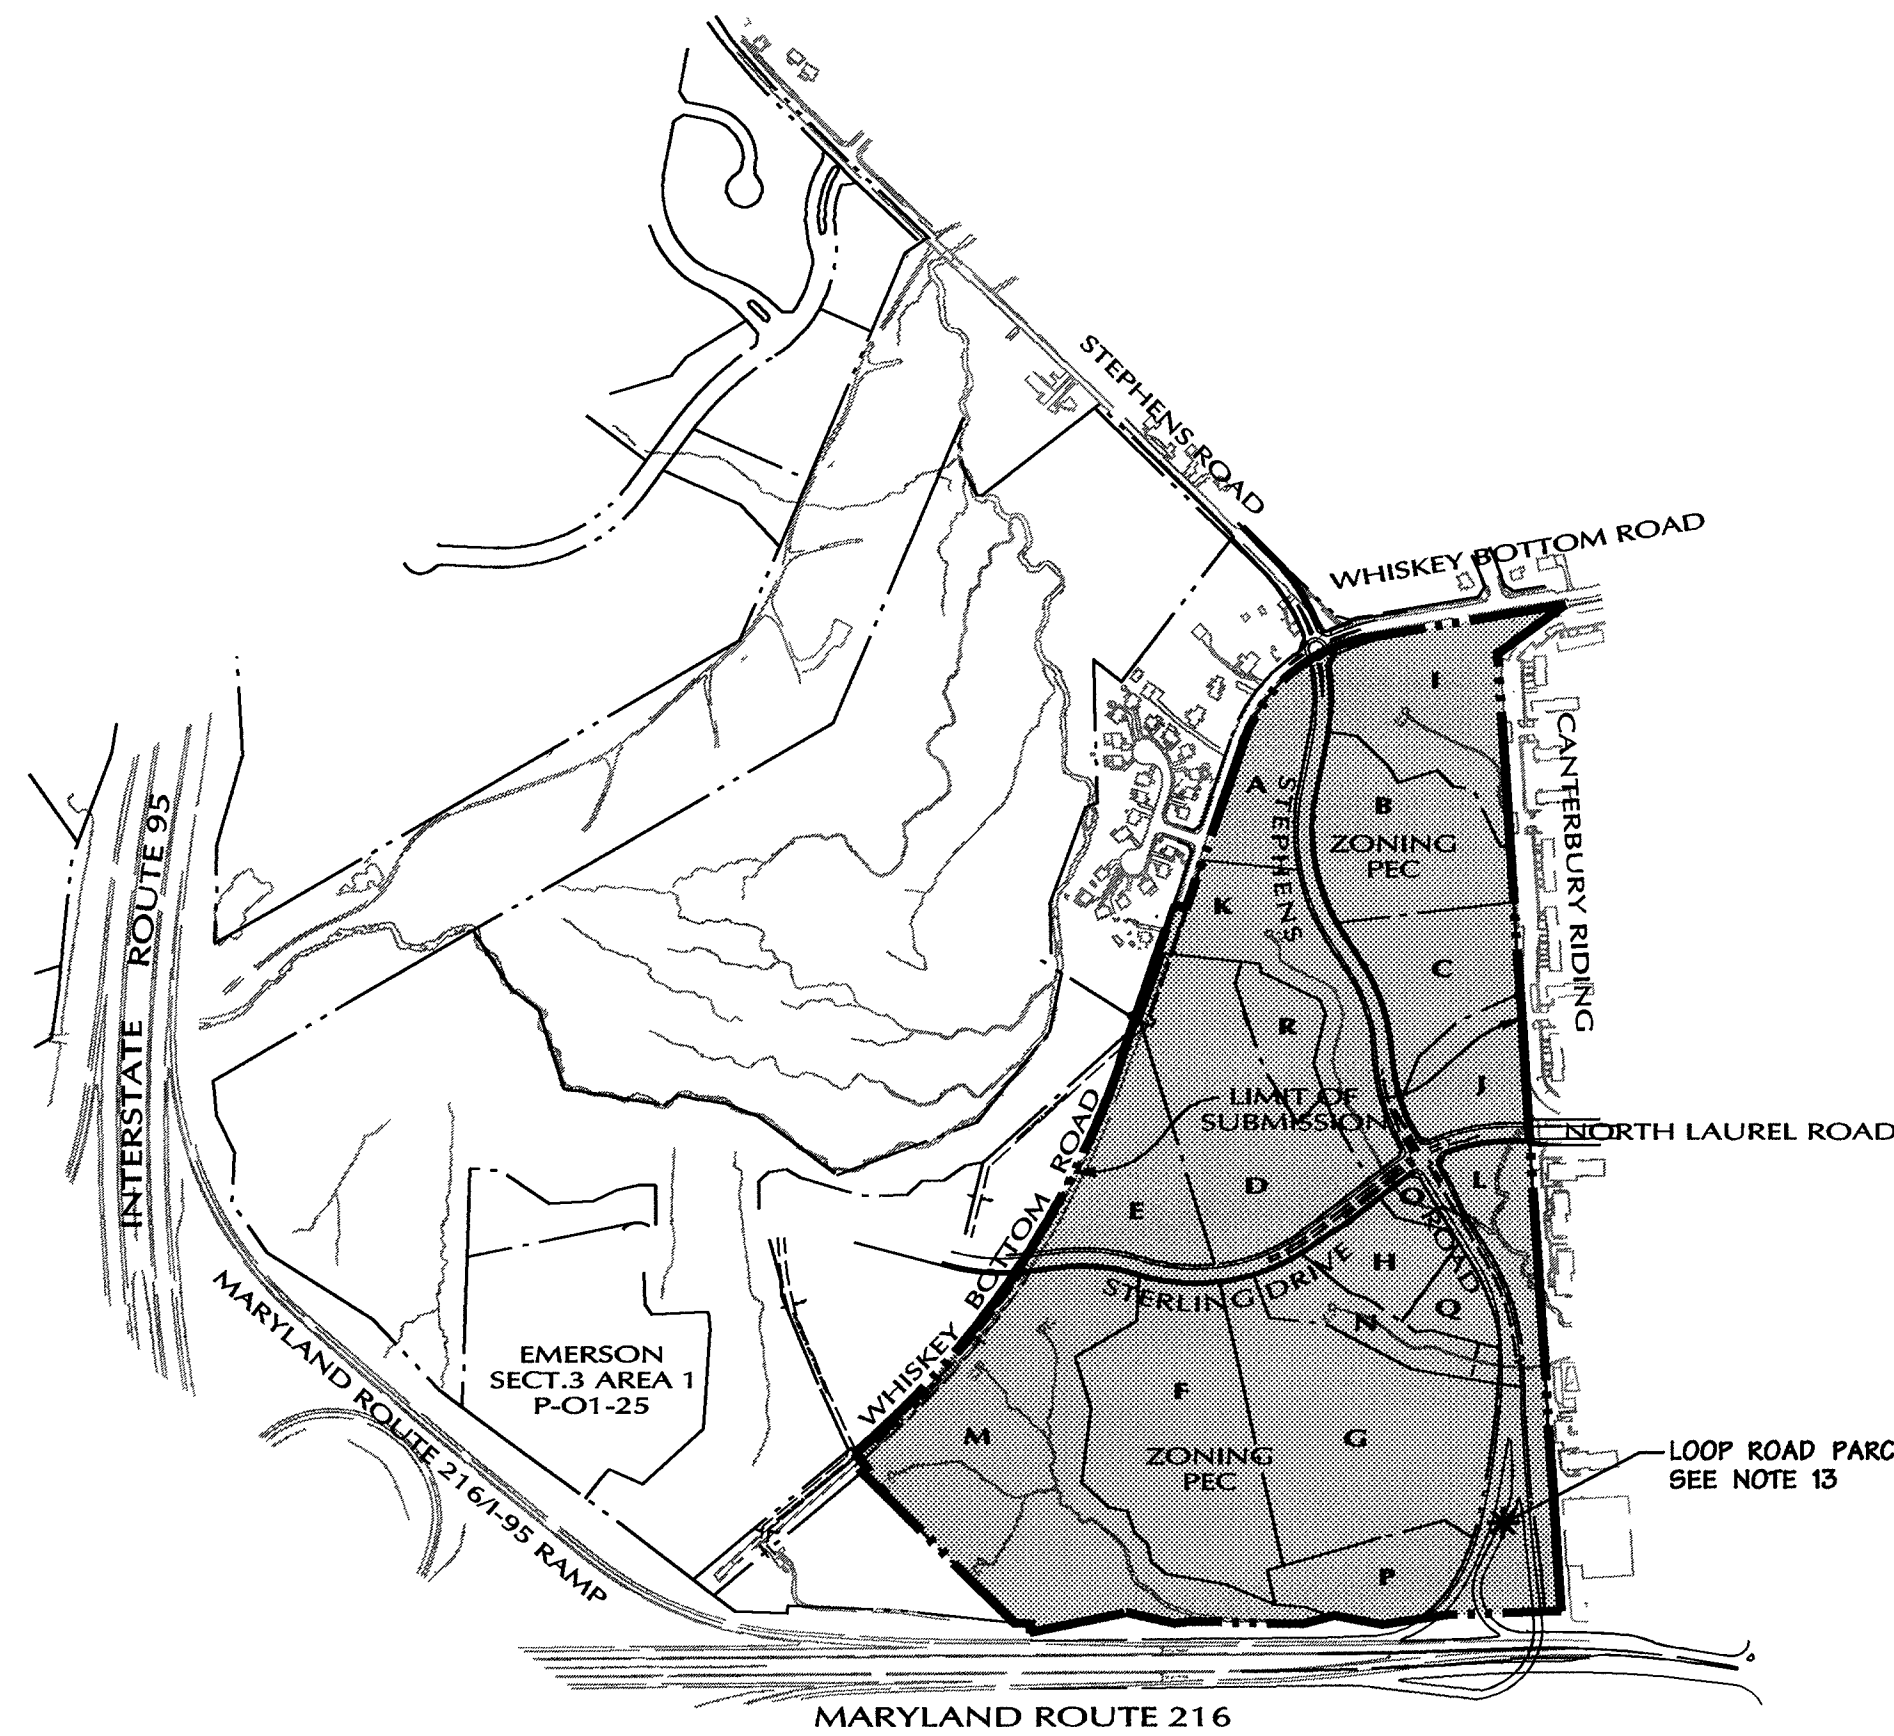 STEPHENS ROAD
WHISKEY BOTTOM ROAD
I
CANTERBURY RIDING
A
STEPHENS
B
ZONING
PEC
INTERSTATE ROUTE 95
K
C
R
J
LIMIT OF
SUBMISSION
NORTH LAUREL ROAD
WHISKEY BOTTOM ROAD
E
D
L
O
ROAD
H
STERLING DRIVE
Q
N
MARYLAND ROUTE 216/I-95 RAMP
EMERSON
SECT.3 AREA 1
P-01-25
F
M
G
ZONING
PEC
LOOP ROAD PARC
SEE NOTE 13
P
MARYLAND ROUTE 216